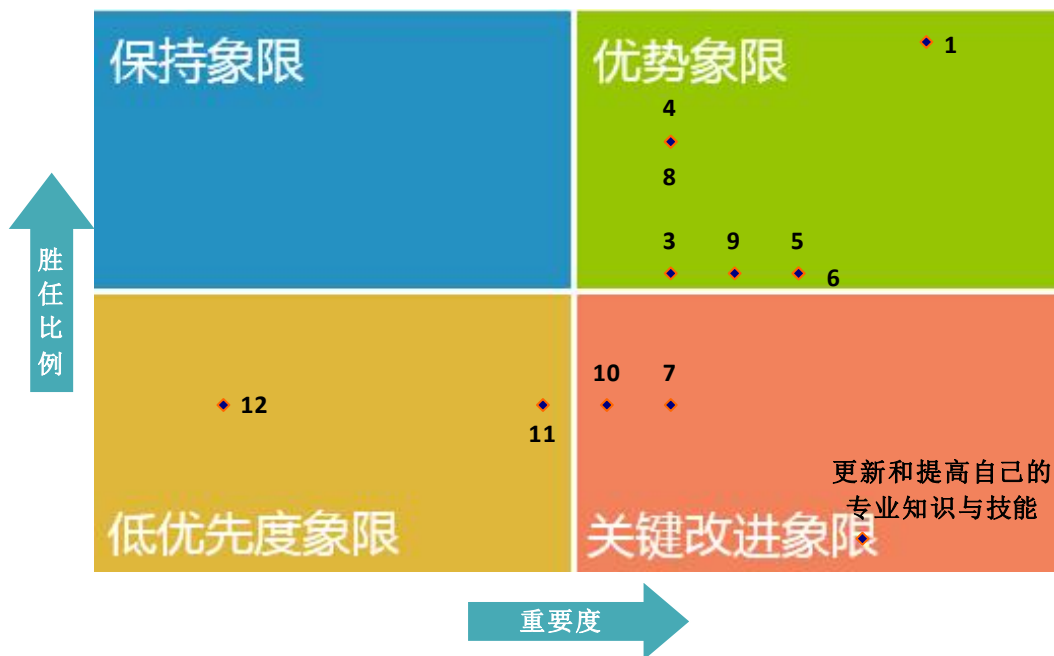 保持象限
优势象限
1
4
8
3
9
5
6
胜任比例
10
7
12
11
更新和提高自己的
专业知识与技能
低优先度象限
关键改进象限
重要度